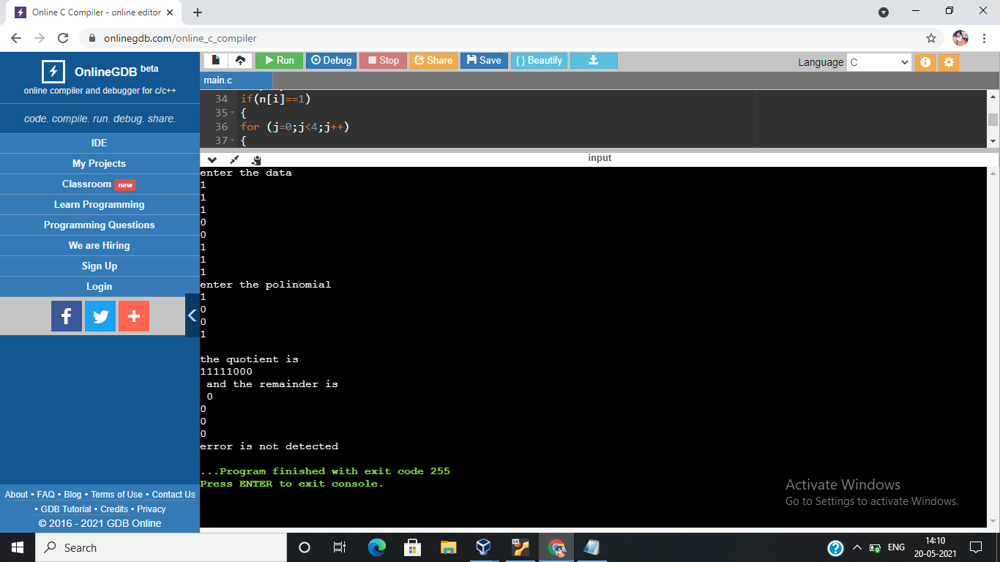 Online C Compiler - online editor
onlinegdb.com/online_c_compiler
OnlineGDB beta
online compiler and debugger for c/c++
code. compile. run. debug. share.
IDE
My Projects
Classroom new
Learn Programming
Programming Questions
We are Hiring
Sign Up
Login
About • FAQ • Blog • Terms of Use • Contact Us
• GDB Tutorial • Credits • Privacy
© 2016 - 2021 GDB Online
Run Debug Stop Share Save { } Beautify
Language C
main.c
34 if(n[i]==1)
35 {
36 for (j=0;j<4;j++)
37 {
input
enter the data
1
1
1
0
0
1
1
1
enter the polinomial
1
0
0
1
the quotient is
11111000
and the remainder is
0
0
0
0
error is not detected
...Program finished with exit code 255
Press ENTER to exit console.
Activate Windows
Go to Settings to activate Windows.
Search
ENG
14:10
20-05-2021